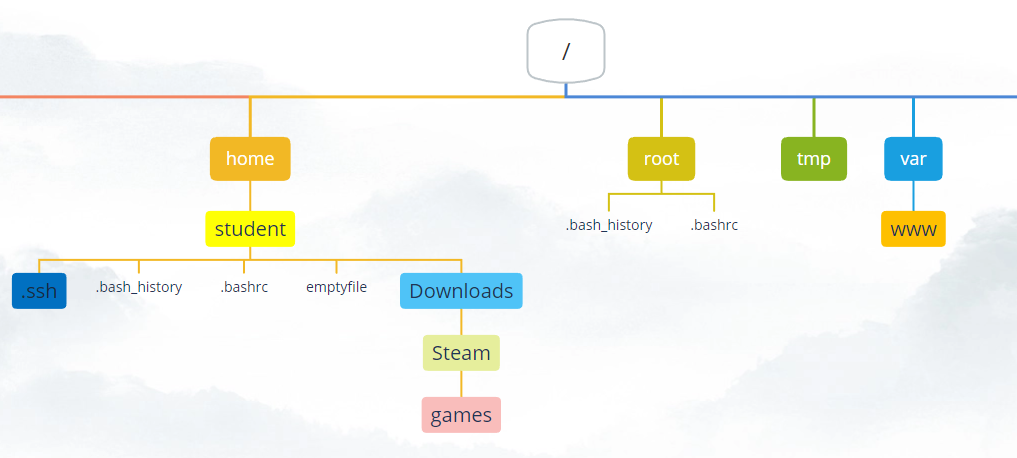 /
home
root
tmp
var
student
.bash_history
.bashrc
www
.ssh
.bash_history
.bashrc
emptyfile
Downloads
Steam
games